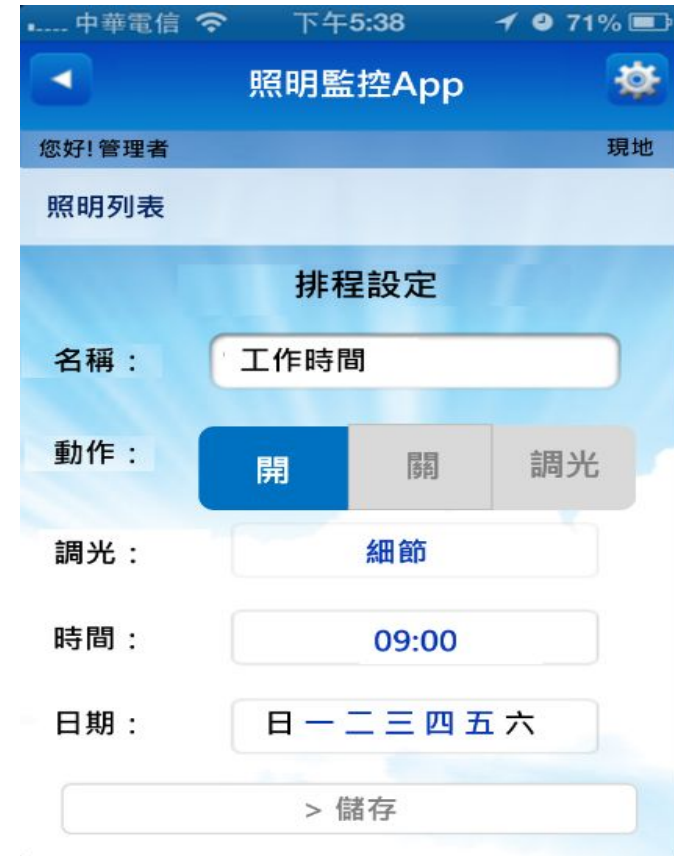 中華電信 下午5:38 71%
照明監控App
您好!管理者 現地
照明列表
排程設定
名稱： 工作時間
動作： 開 關 調光
調光： 細節
時間： 09:00
日期： 日 一 二 三 四 五 六
> 儲存